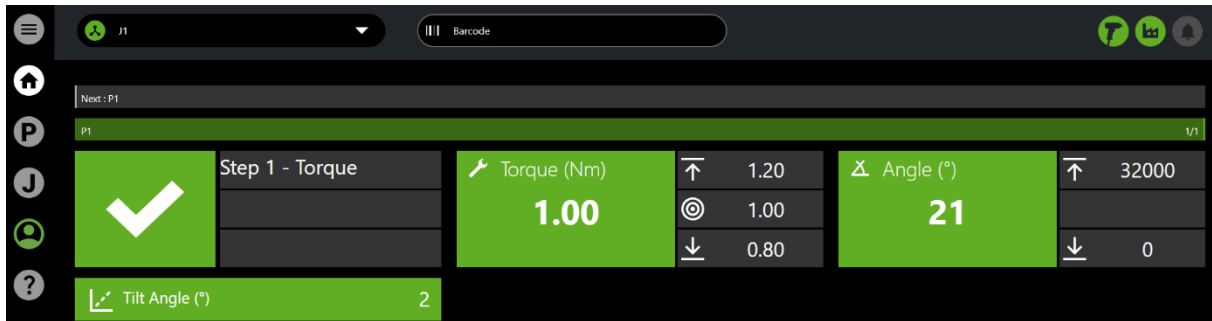 J1
Barcode
Next : P1
P
P1
1/1
J
Step 1 - Torque
Torque (Nm)
1.00
1.20
1.00
0.80
Angle (°)
21
32000
0
?
Tilt Angle (°)
2